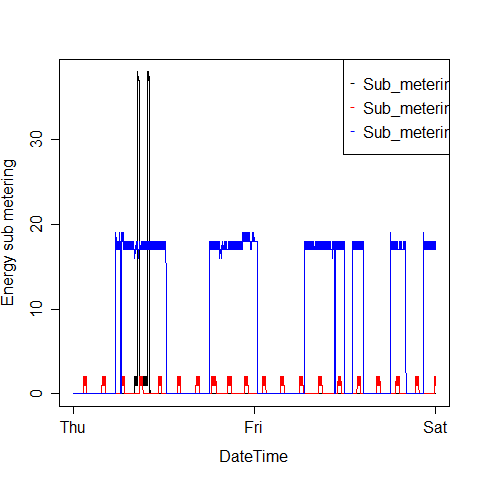 Sub_meterin
Sub_meterin
Sub_meterin
Energy sub metering
30
20
10
0
Thu
Fri
Sat
DateTime